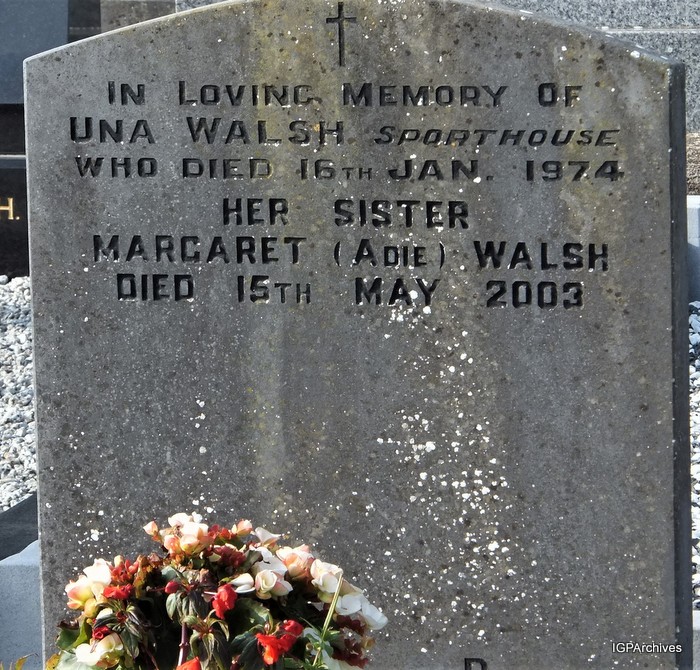 IN LOVING MEMORY OF
UNA WALSH SPORTHOUSE
WHO DIED 16TH JAN. 1974
HER SISTER
MARGARET (ADIE) WALSH
DIED 15TH MAY 2003
H.
IGPArchives